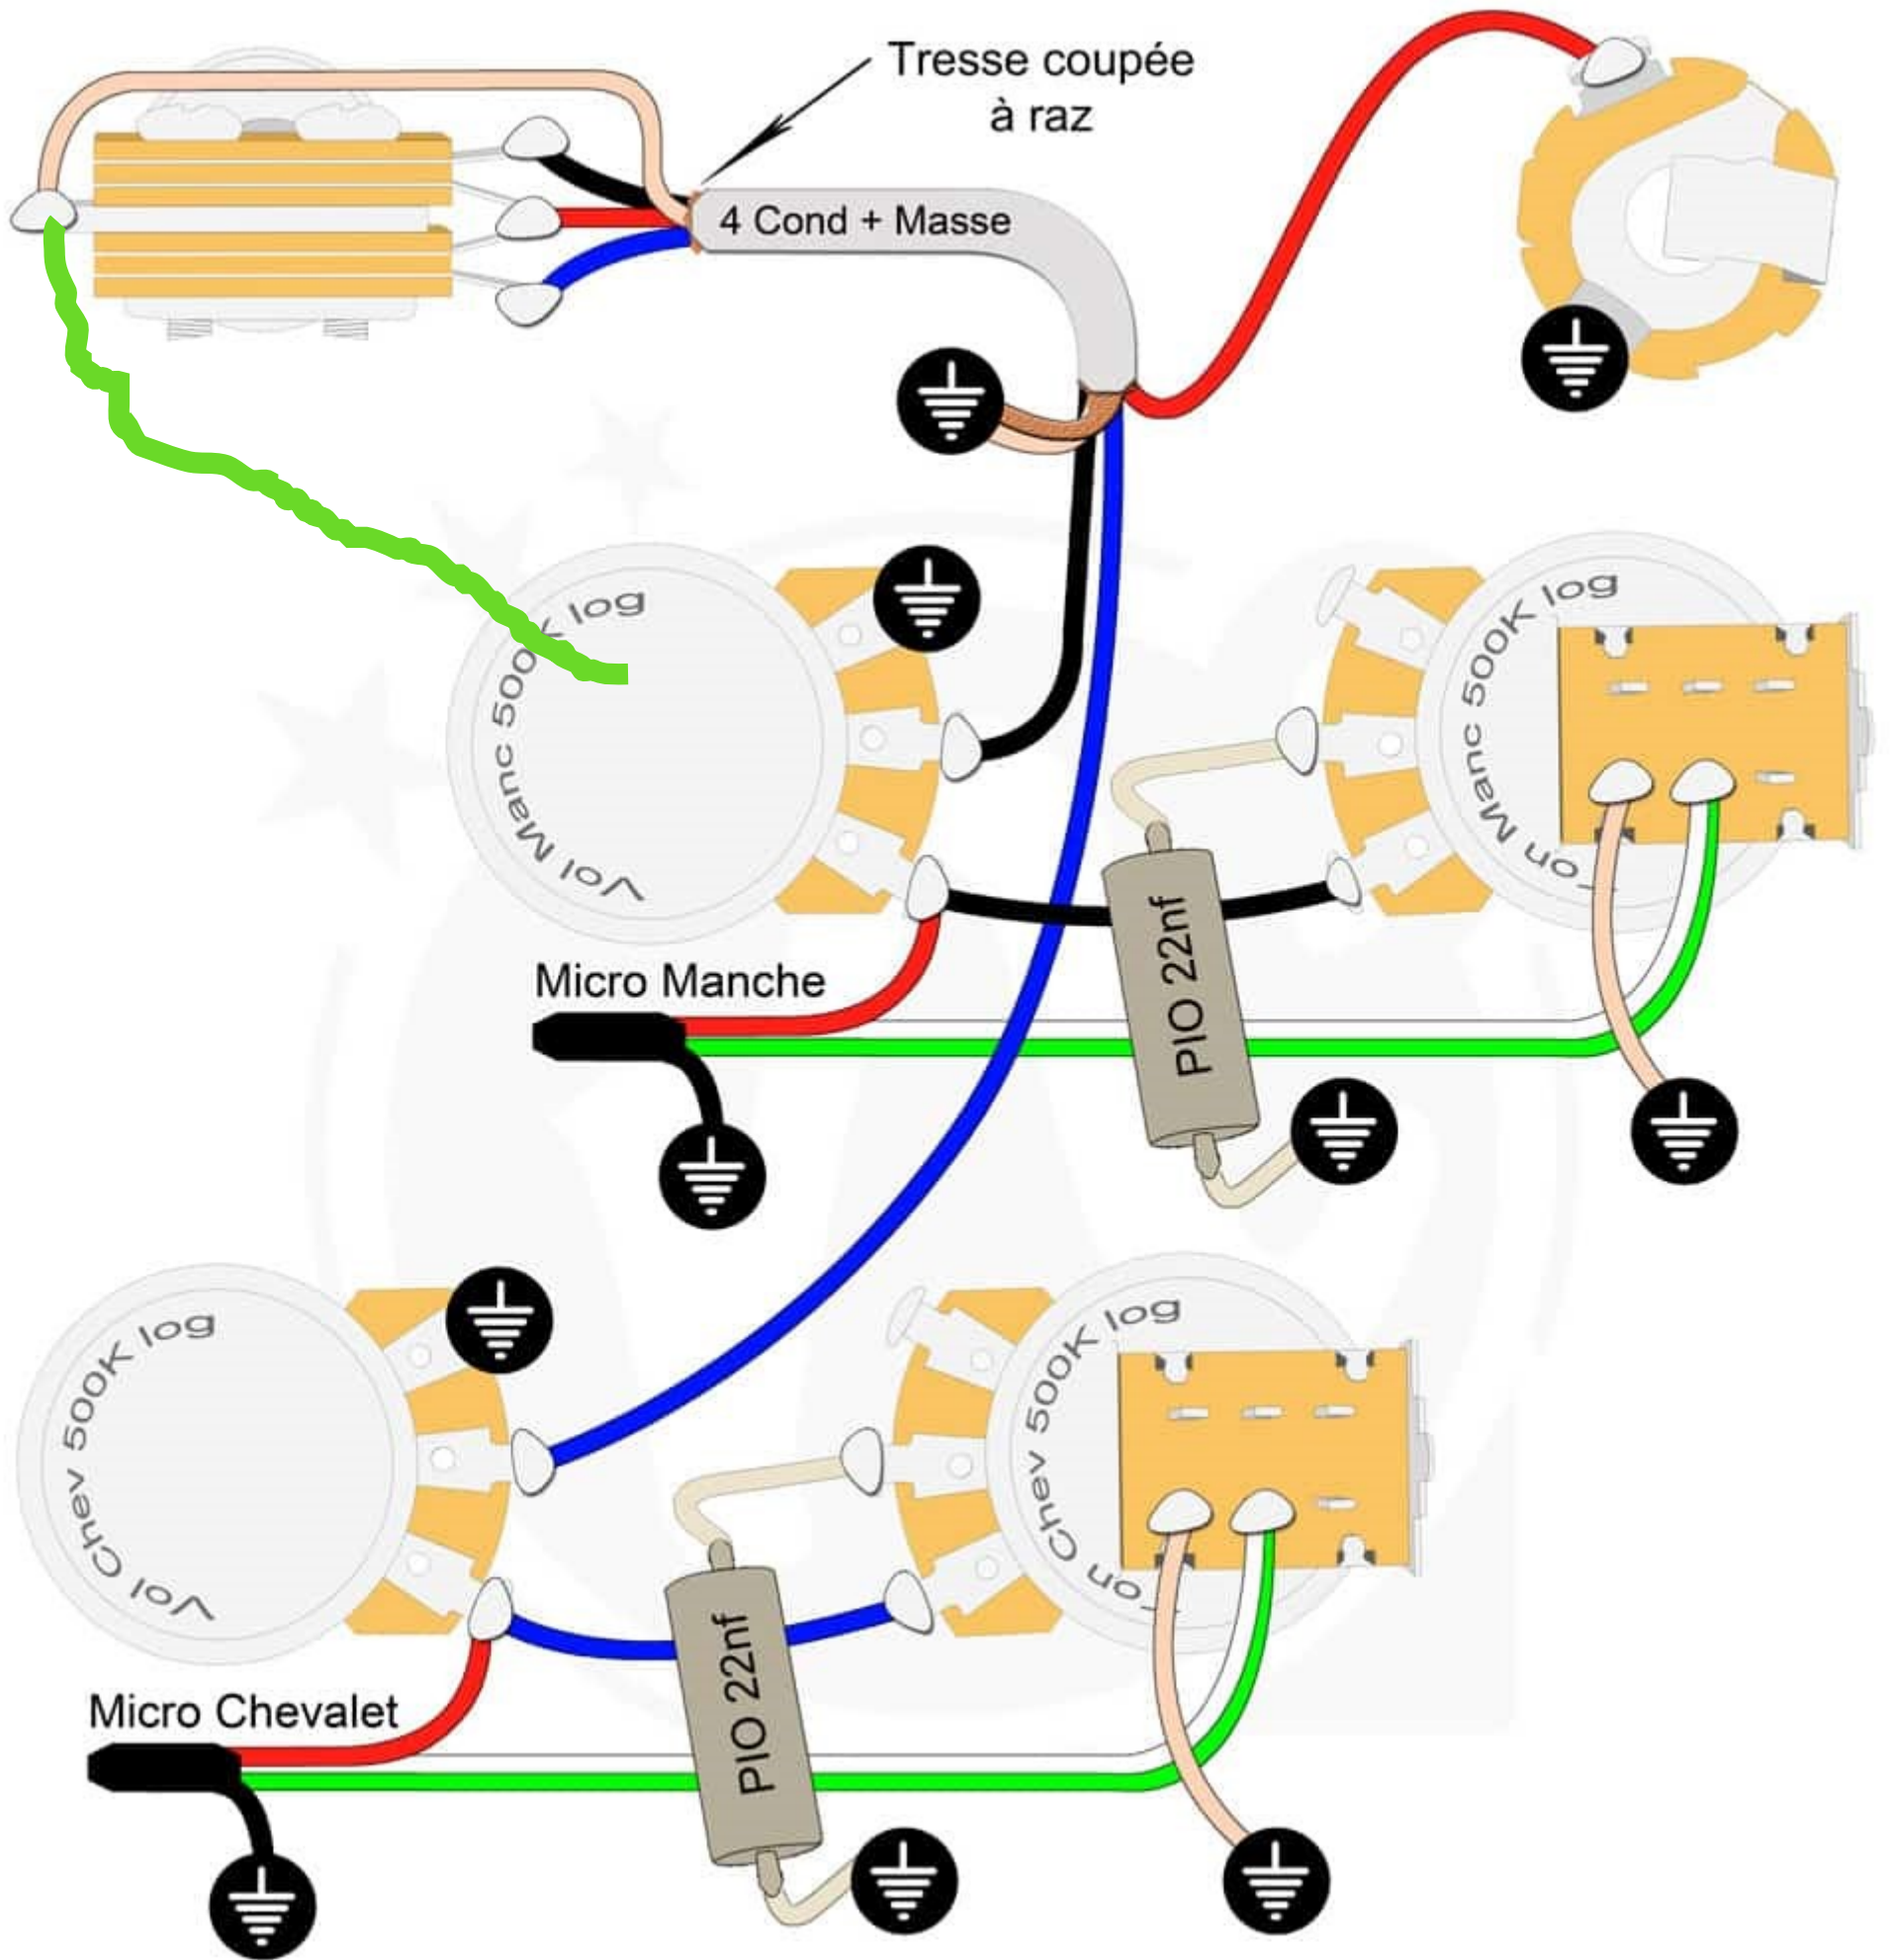 Tresse coupée
à raz
4 Cond + Masse
Vol Manc 500K log
Ton Manc 500K log
PIO 22nf
Micro Manche
Vol Chev 500K log
Ton Chev 500K log
PIO 22nf
Micro Chevalet